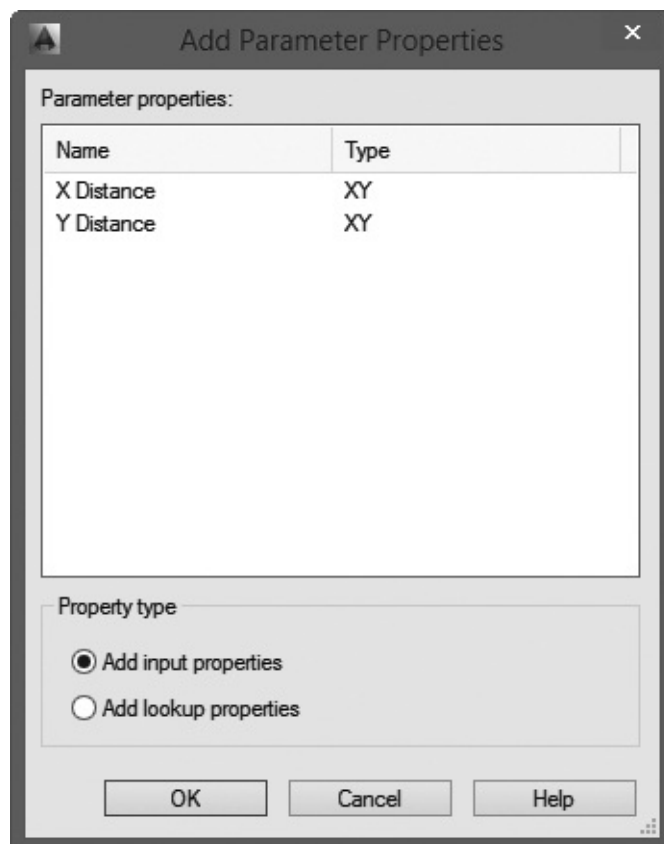 Add Parameter Properties
Parameter properties:
Name Type
X Distance XY
Y Distance XY
Property type
Add input properties
Add lookup properties
OK Cancel Help